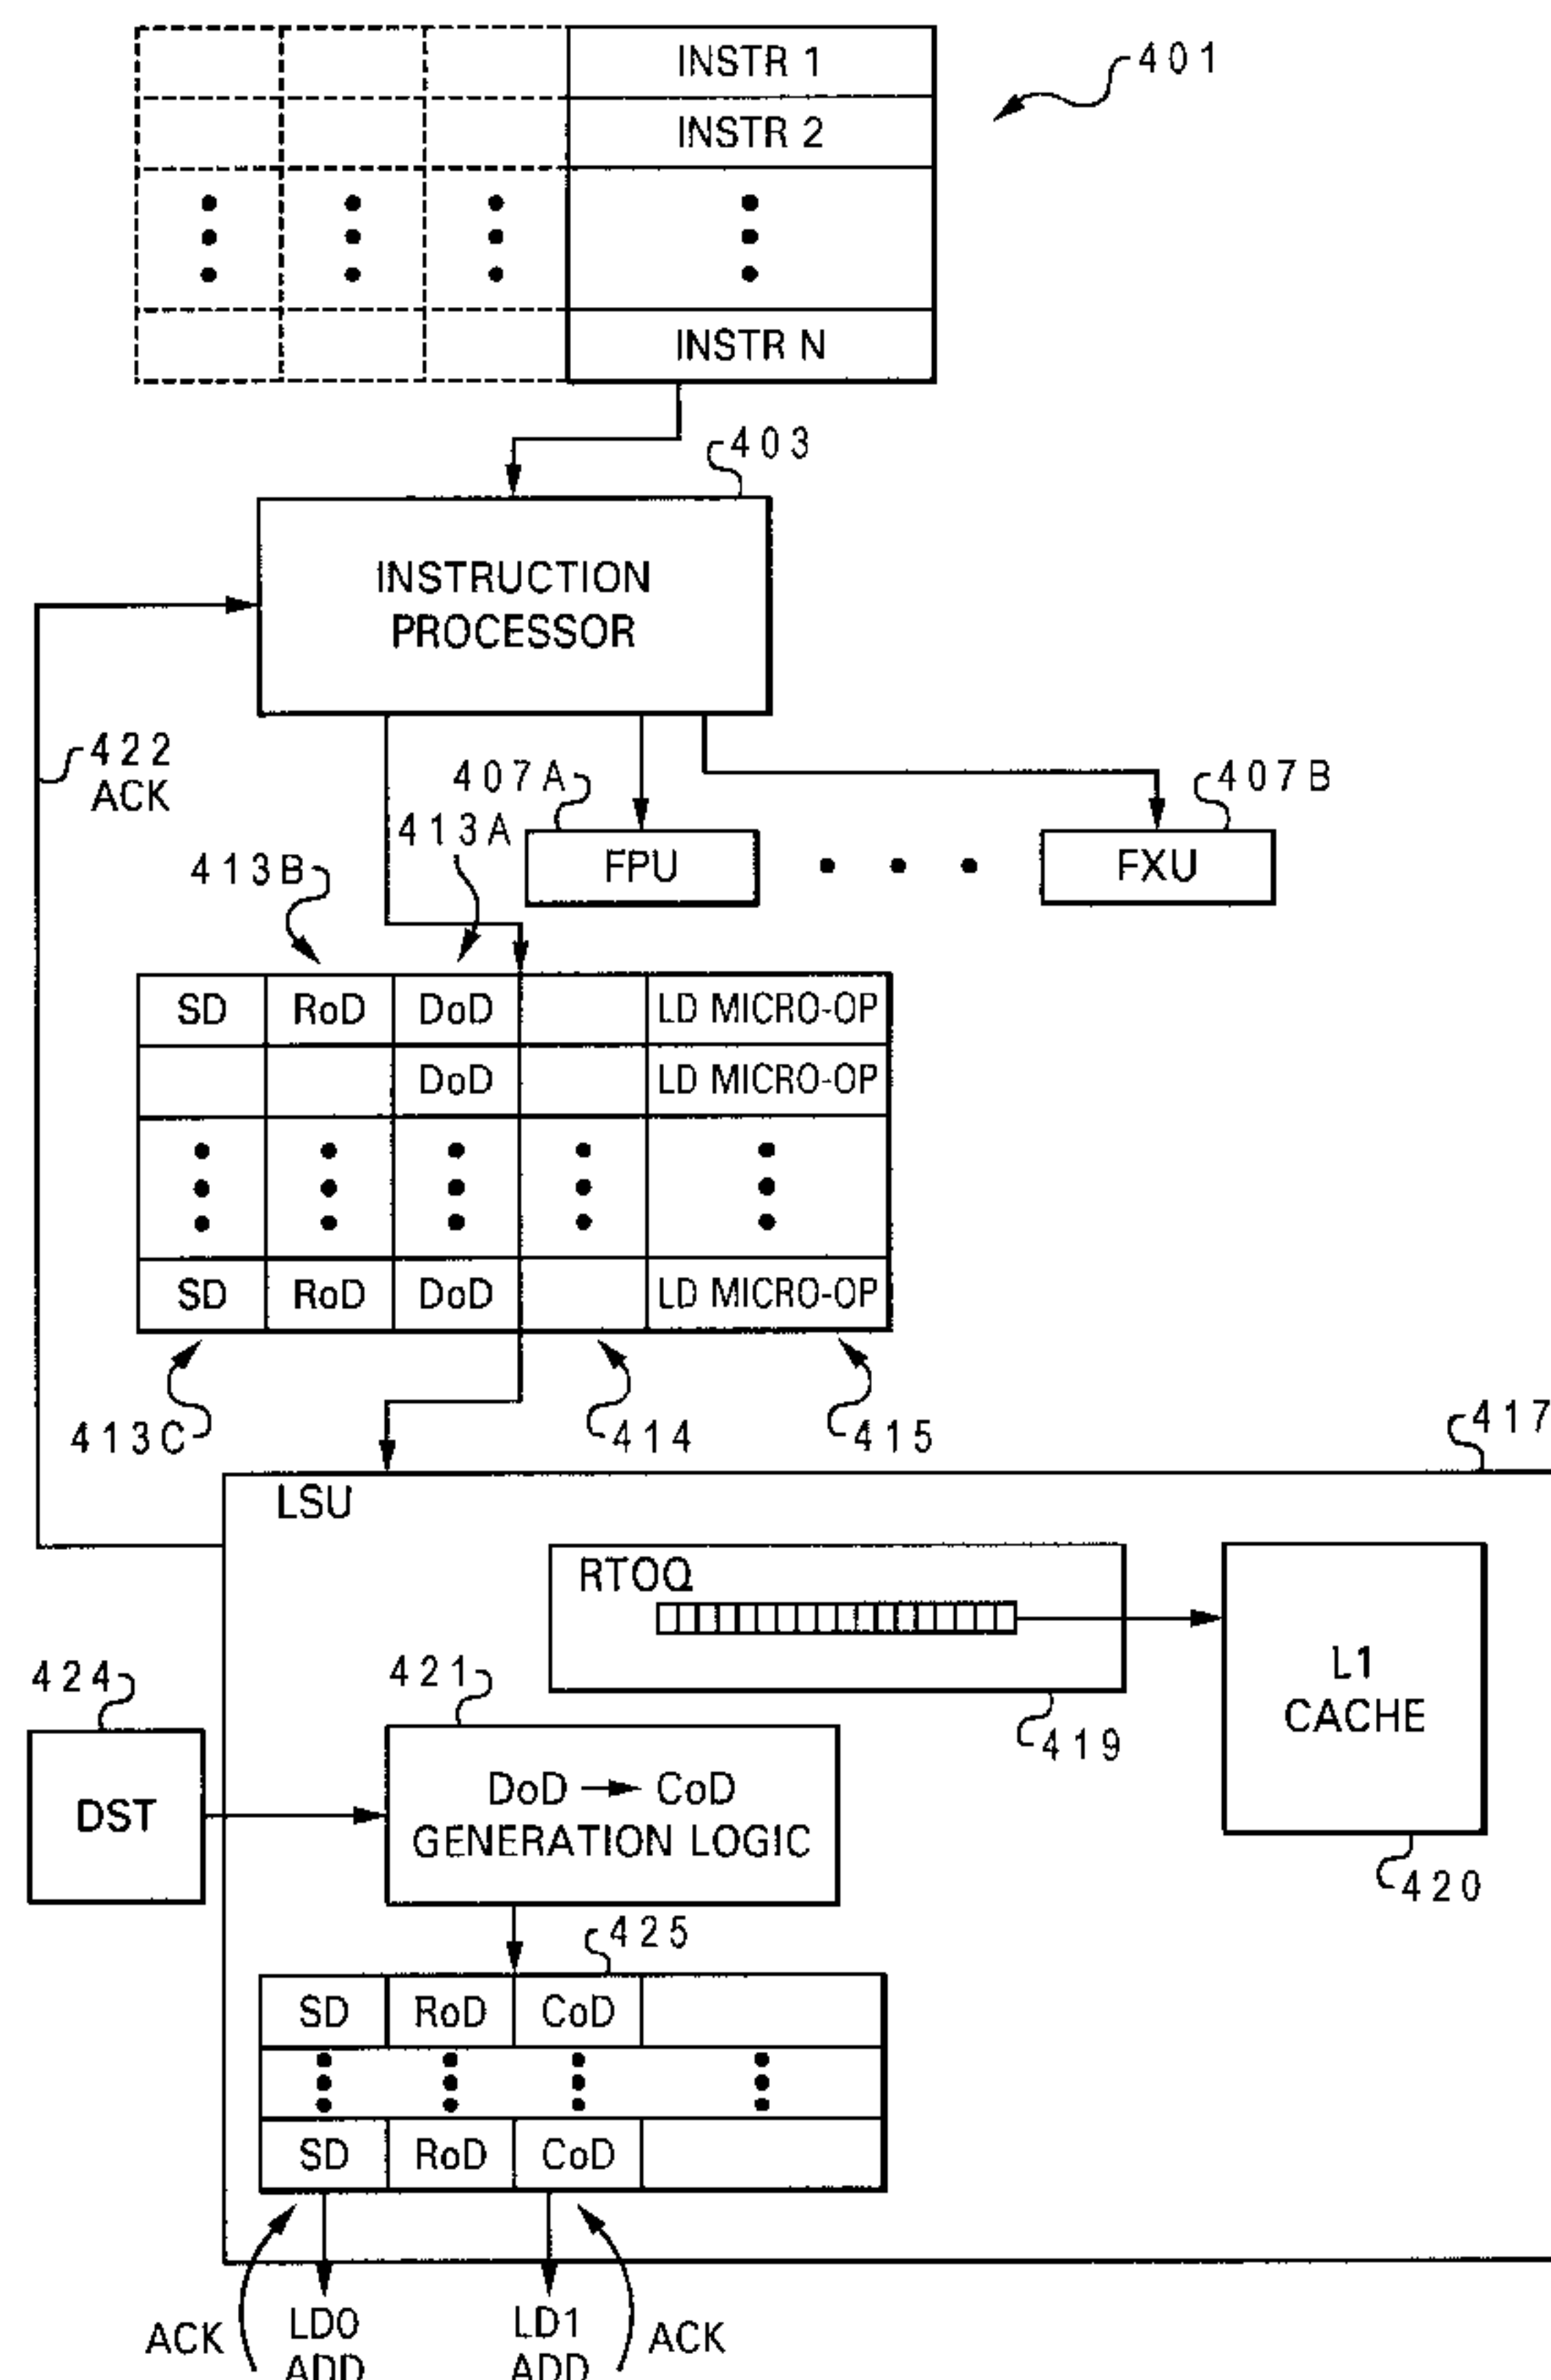 INSTR 1
401
INSTR 2
INSTR N
403
INSTRUCTION
PROCESSOR
422
ACK
407A
407B
413A
FPU
FXU
413B
SD RoD DoD LD MICRO-OP
DoD LD MICRO-OP
SD RoD DoD LD MICRO-OP
413C
414
415
417
LSU
RTOQ
L1
CACHE
424
421
419
DoD → CoD
DST
GENERATION LOGIC
420
425
SD RoD CoD
SD RoD CoD
ACK
LD0
ADD
LD1
ADD
ACK